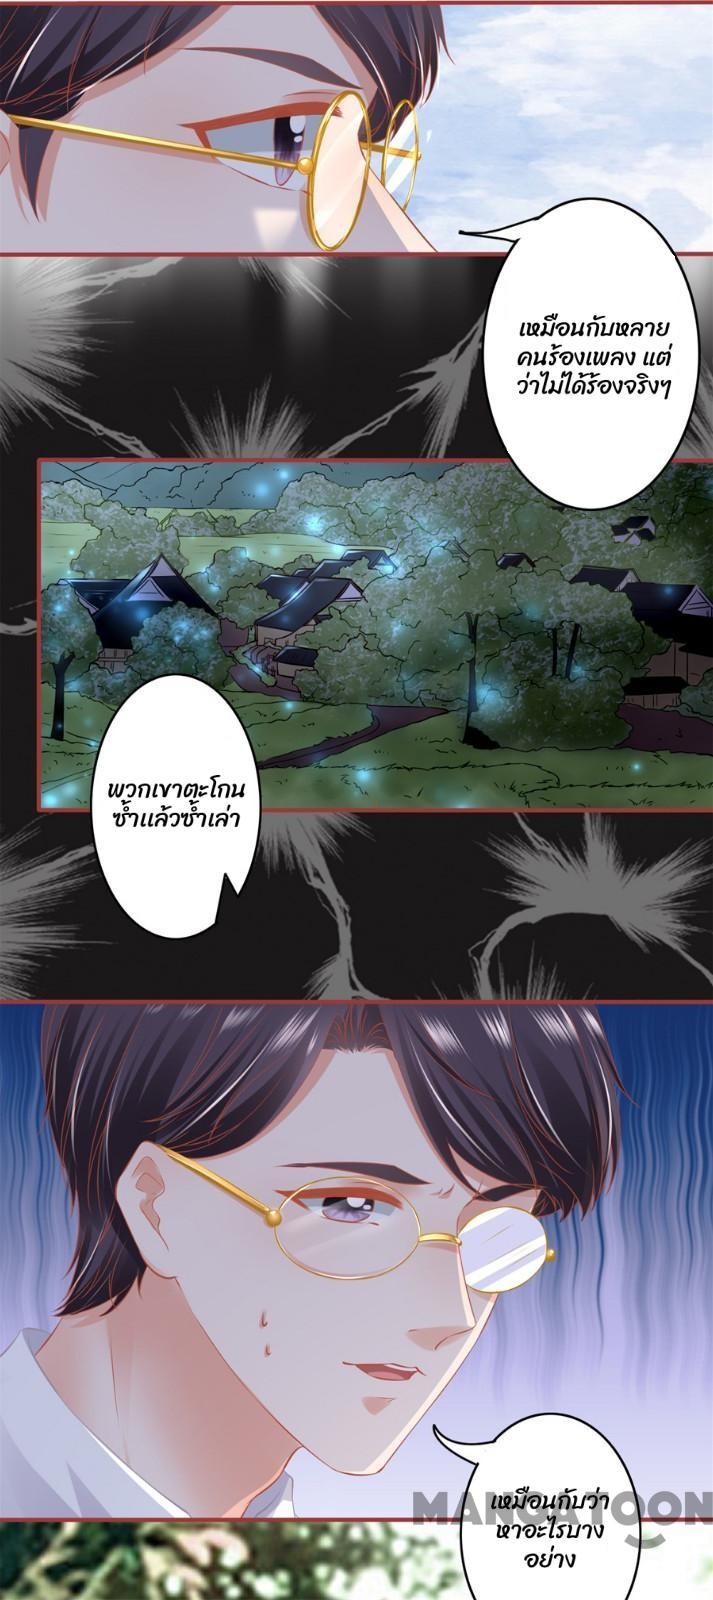 เหมือนกับหลาย
คนร้องเพลง แต่
ว่าไม่ได้ร้องจริงๆ
พวกเขาตะโกน
ซ้ำแล้วซ้ำเล่า
เหมือนกับว่า
หาอะไรบาง
อย่าง
MANGATOON